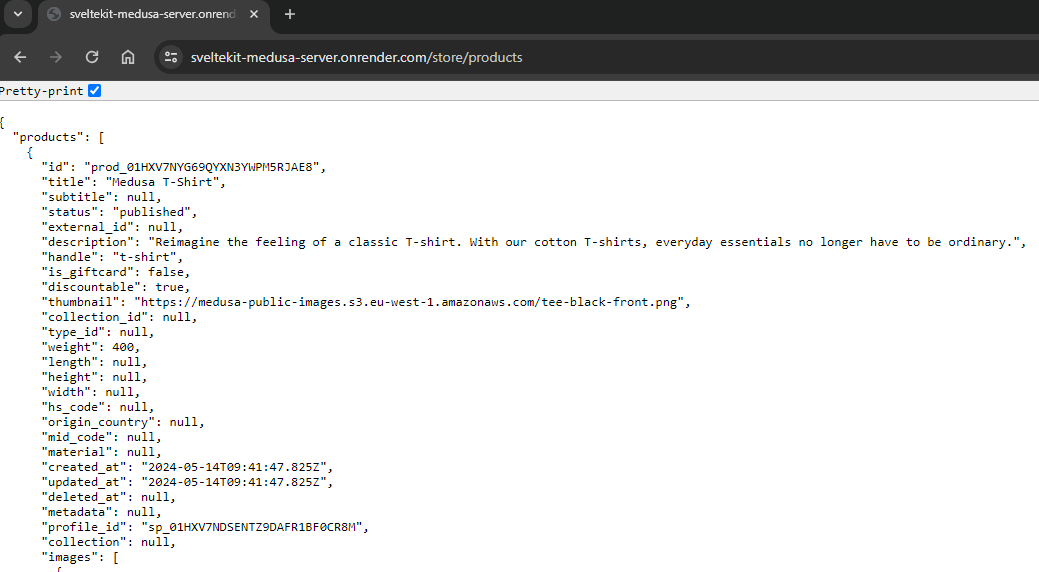 sveltekit-medusa-server.onrend
sveltekit-medusa-server.onrender.com/store/products
Pretty-print
{
"products": [
{
"id": "prod_01HXV7NYG69QYXN3YWPM5RJAE8",
"title": "Medusa T-Shirt",
"subtitle": null,
"status": "published",
"external_id": null,
"description": "Reimagine the feeling of a classic T-shirt. With our cotton T-shirts, everyday essentials no longer have to be ordinary.",
"handle": "t-shirt",
"is_giftcard": false,
"discountable": true,
"thumbnail": "https://medusa-public-images.s3.eu-west-1.amazonaws.com/tee-black-front.png",
"collection_id": null,
"type_id": null,
"weight": 400,
"length": null,
"height": null,
"width": null,
"hs_code": null,
"origin_country": null,
"mid_code": null,
"material": null,
"created_at": "2024-05-14T09:41:47.825Z",
"updated_at": "2024-05-14T09:41:47.825Z",
"deleted_at": null,
"metadata": null,
"profile_id": "sp_01HXV7NDSENTZ9DAFR1BF0CR8M",
"collection": null,
"images": [
{